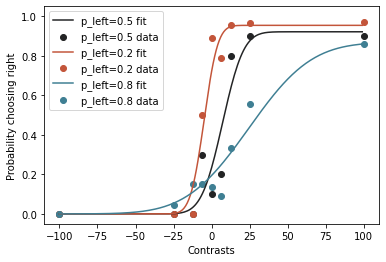 1.0
0.8
0.6
0.4
0.2
0.0
Probability choosing right
p_left=0.5 fit
p_left=0.5 data
p_left=0.2 fit
p_left=0.2 data
p_left=0.8 fit
p_left=0.8 data
−100 −75 −50 −25 0 25 50 75 100
Contrasts